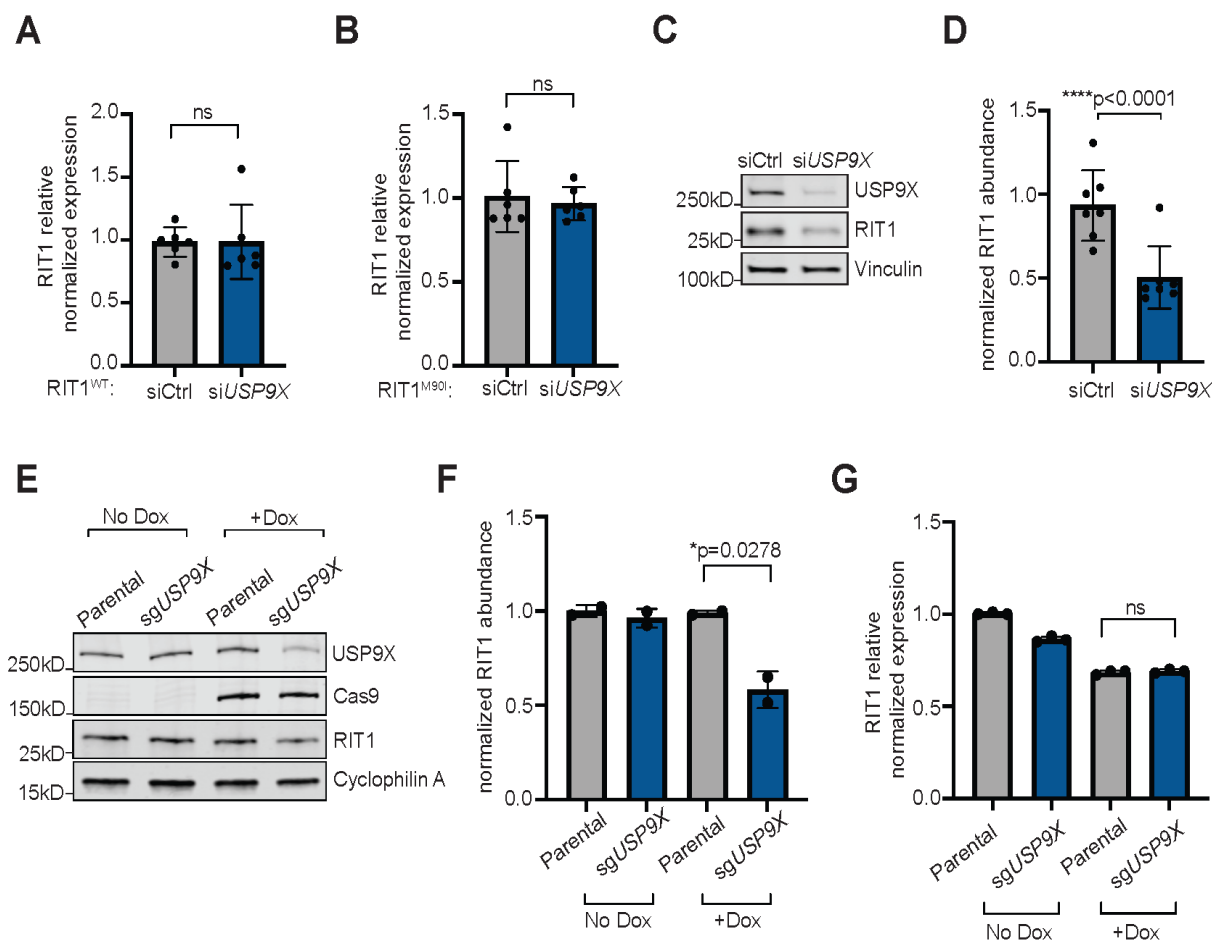 A
B
C
D
RIT1 relative
normalized expression
2.0
1.5
1.0
0.5
0.0
ns
RIT1WT:
siCtrl
siUSP9X
RIT1 relative
normalized expression
1.5
1.0
0.5
0.0
ns
RIT1M90I:
siCtrl
siUSP9X
siCtrl siUSP9X
250kD
USP9X
25kD
RIT1
100kD
Vinculin
normalized RIT1 abundance
1.5
1.0
0.5
0.0
****p<0.0001
siCtrl
siUSP9X
E
F
G
No Dox
+Dox
Parental
sgUSP9X
Parental
sgUSP9X
250kD
USP9X
150kD
Cas9
25kD
RIT1
15kD
Cyclophilin A
normalized RIT1 abundance
1.5
1.0
0.5
0.0
*p=0.0278
Parental
sgUSP9X
Parental
sgUSP9X
No Dox
+Dox
RIT1 relative
normalized expression
1.5
1.0
0.5
0.0
ns
Parental
sgUSP9X
Parental
sgUSP9X
No Dox
+Dox